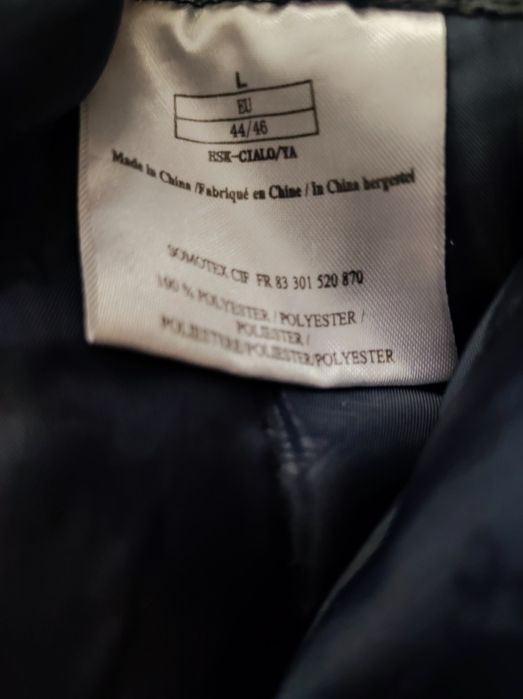 L
EU
44/46
RSK-CIALO/YA
Made in China /Fabriqué en Chine / In China hergestel
SOMOTEX CIF FR 83 301 520 870
100 % POLYESTER / POLYESTER /
POLIESTER /
POLIESTERE/POLIESTER/POLYESTER